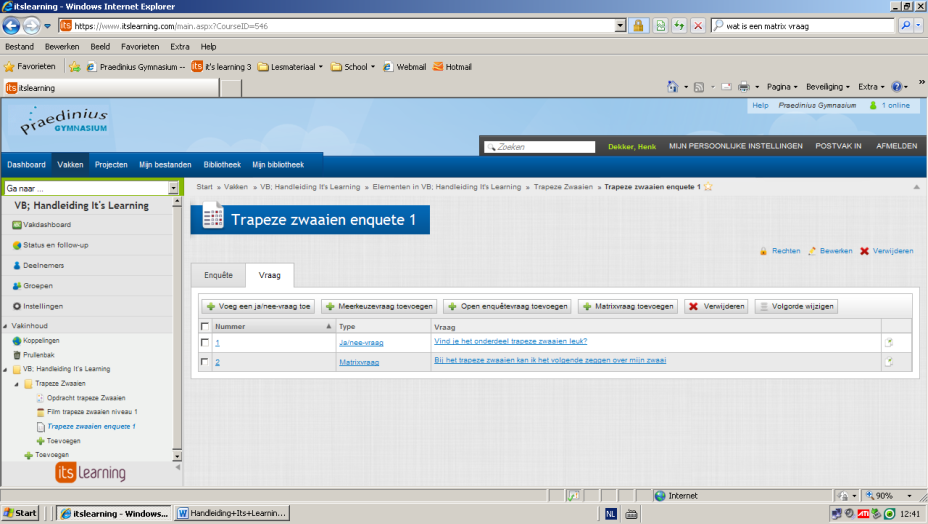 itslearning - Windows Internet Explorer
https://www.itslearning.com/main.aspx?CourseID=546
wat is een matrix vraag
Bestand Bewerken Beeld Favorieten Extra Help
Favorieten Praedinius Gymnasium -- it's learning 3 Lesmateriaal School Webmail Hotmail
itslearning
Pagina Beveiliging Extra
Praedinius
GYMNASIUM
Help Praedinius Gymnasium 1 online
Zoeken Dekker, Henk MIJN PERSOONLIJKE INSTELLINGEN POSTVAK IN AFMELDEN
Dashboard Vakken Projecten Mijn bestanden Bibliotheek Mijn bibliotheek
Ga naar ...
Start » Vakken » VB; Handleiding It's Learning » Elementen in VB; Handleiding It's Learning » Trapeze Zwaaien » Trapeze zwaaien enquete 1
VB; Handleiding It's Learning
Vakdashboard
Status en follow-up
Deelnemers
Groepen
Instellingen
Vakinhoud
Koppelingen
Prullenbak
VB; Handleiding It's Learning
Trapeze Zwaaien
Opdracht trapeze Zwaaien
Film trapeze zwaaien niveau 1
Trapeze zwaaien enquete 1
Toevoegen
Toevoegen
its Learning
Trapeze zwaaien enquete 1
Rechten Bewerken Verwijderen
Enquête Vraag
Voeg een ja/nee-vraag toe Meerkeuzevraag toevoegen Open enquêtevraag toevoegen Matrixvraag toevoegen Verwijderen Volgorde wijzigen
Nummer Type Vraag
1 Ja/nee-vraag Vind je het onderdeel trapeze zwaaien leuk?
2 Matrixvraag Bij het trapeze zwaaien kan ik het volgende zeggen over mijn zwaai
Internet 90%
Start itslearning - Windows... Handleiding+Its+Learnin... NL ATI 12:41